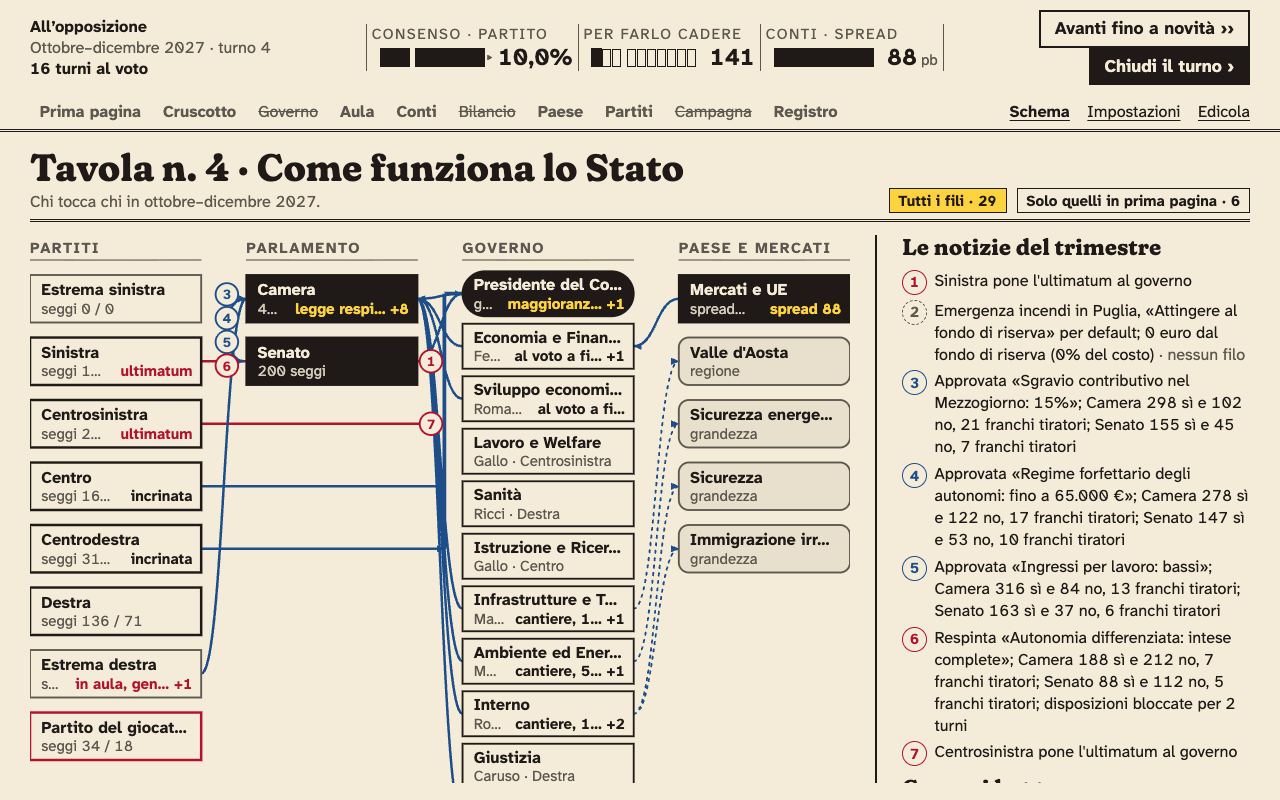 All'opposizione
Ottobre–dicembre 2027 · turno 4
16 turni al voto
CONSENSO · PARTITO
10,0%
PER FARLO CADERE
141
CONTI · SPREAD
88 pb
Avanti fino a novità ››
Chiudi il turno ›
Prima pagina Cruscotto Governo Aula Conti Bilancio Paese Partiti Campagna Registro
Schema Impostazioni Edicola
Tavola n. 4 · Come funziona lo Stato
Chi tocca chi in ottobre–dicembre 2027.
Tutti i fili · 29
Solo quelli in prima pagina · 6
PARTITI
Estrema sinistra
seggi 0 / 0
Sinistra
seggi 1… ultimatum
Centrosinistra
seggi 2… ultimatum
Centro
seggi 16… incrinata
Centrodestra
seggi 31… incrinata
Destra
seggi 136 / 71
Estrema destra
s… in aula, gen… +1
Partito del giocat…
seggi 34 / 18
3
4
5
6
PARLAMENTO
Camera
4… legge respi… +8
Senato
200 seggi
1
7
GOVERNO
Presidente del Co…
g… maggioranz… +1
Economia e Finan…
Fe… al voto a fi… +1
Sviluppo economi…
Roma… al voto a fi…
Lavoro e Welfare
Gallo · Centrosinistra
Sanità
Ricci · Destra
Istruzione e Ricer…
Gallo · Centro
Infrastrutture e T…
Ma… cantiere, 1… +1
Ambiente ed Ener…
M… cantiere, 5… +1
Interno
Ro… cantiere, 1… +2
Giustizia
Caruso · Destra
PAESE E MERCATI
Mercati e UE
spread… spread 88
Valle d'Aosta
regione
Sicurezza energe…
grandezza
Sicurezza
grandezza
Immigrazione irr…
grandezza
Le notizie del trimestre
1 Sinistra pone l'ultimatum al governo
2 Emergenza incendi in Puglia, «Attingere al
fondo di riserva» per default; 0 euro dal
fondo di riserva (0% del costo) · nessun filo
3 Approvata «Sgravio contributivo nel
Mezzogiorno: 15%»; Camera 298 sì e 102
no, 21 franchi tiratori; Senato 155 sì e 45
no, 7 franchi tiratori
4 Approvata «Regime forfettario degli
autonomi: fino a 65.000 €»; Camera 278 sì
e 122 no, 17 franchi tiratori; Senato 147 sì
e 53 no, 10 franchi tiratori
5 Approvata «Ingressi per lavoro: bassi»;
Camera 316 sì e 84 no, 13 franchi tiratori;
Senato 163 sì e 37 no, 6 franchi tiratori
6 Respinta «Autonomia differenziata: intese
complete»; Camera 188 sì e 212 no, 7
franchi tiratori; Senato 88 sì e 112 no, 5
franchi tiratori; disposizioni bloccate per 2
turni
7 Centrosinistra pone l'ultimatum al governo